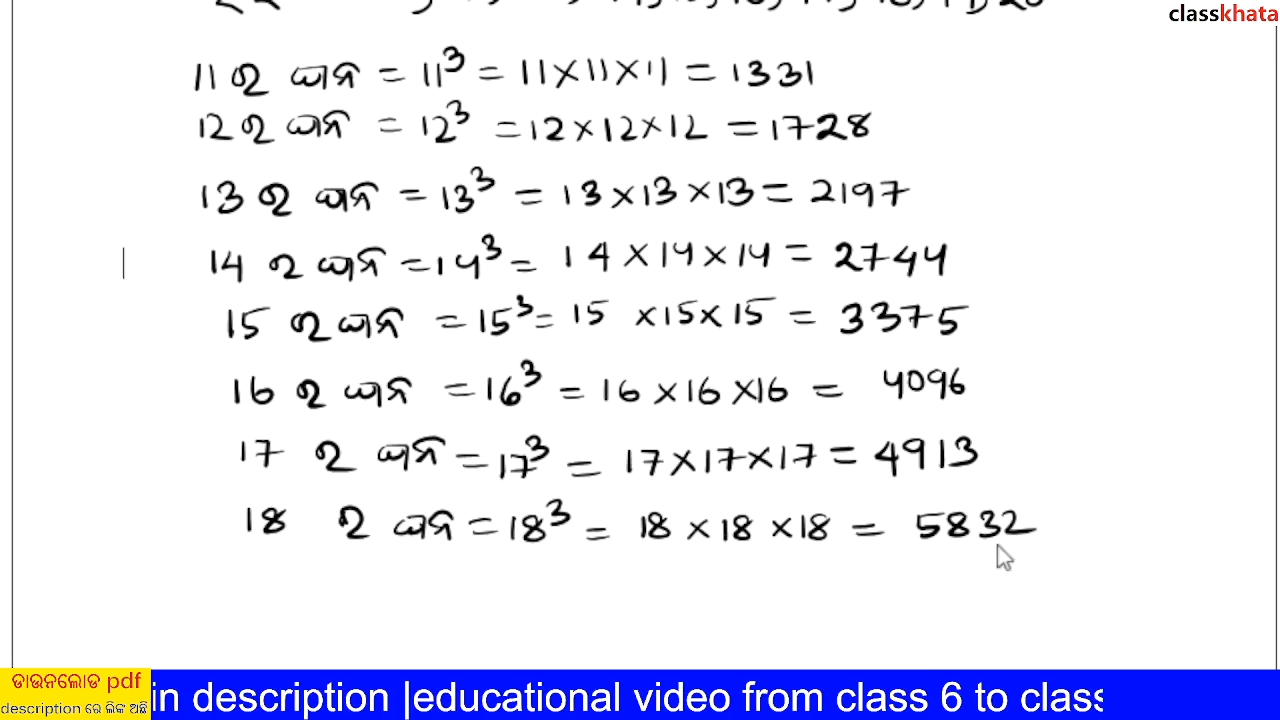 classkhata
11 ର ଘନ = 11³ = 11×11×11 = 1331
12 ର ଘନ = 12³ = 12×12×12 = 1728
13 ର ଘନ = 13³ = 13×13×13 = 2197
14 ର ଘନ = 14³ = 14×14×14 = 2744
15 ର ଘନ = 15³ = 15×15×15 = 3375
16 ର ଘନ = 16³ = 16×16×16 = 4096
17 ର ଘନ = 17³ = 17×17×17 = 4913
18 ର ଘନ = 18³ = 18×18×18 = 5832
ଡାଉନଲୋଡ pdf
description ରେ ଲିଙ୍କ ଅଛି
in description |educational video from class 6 to class